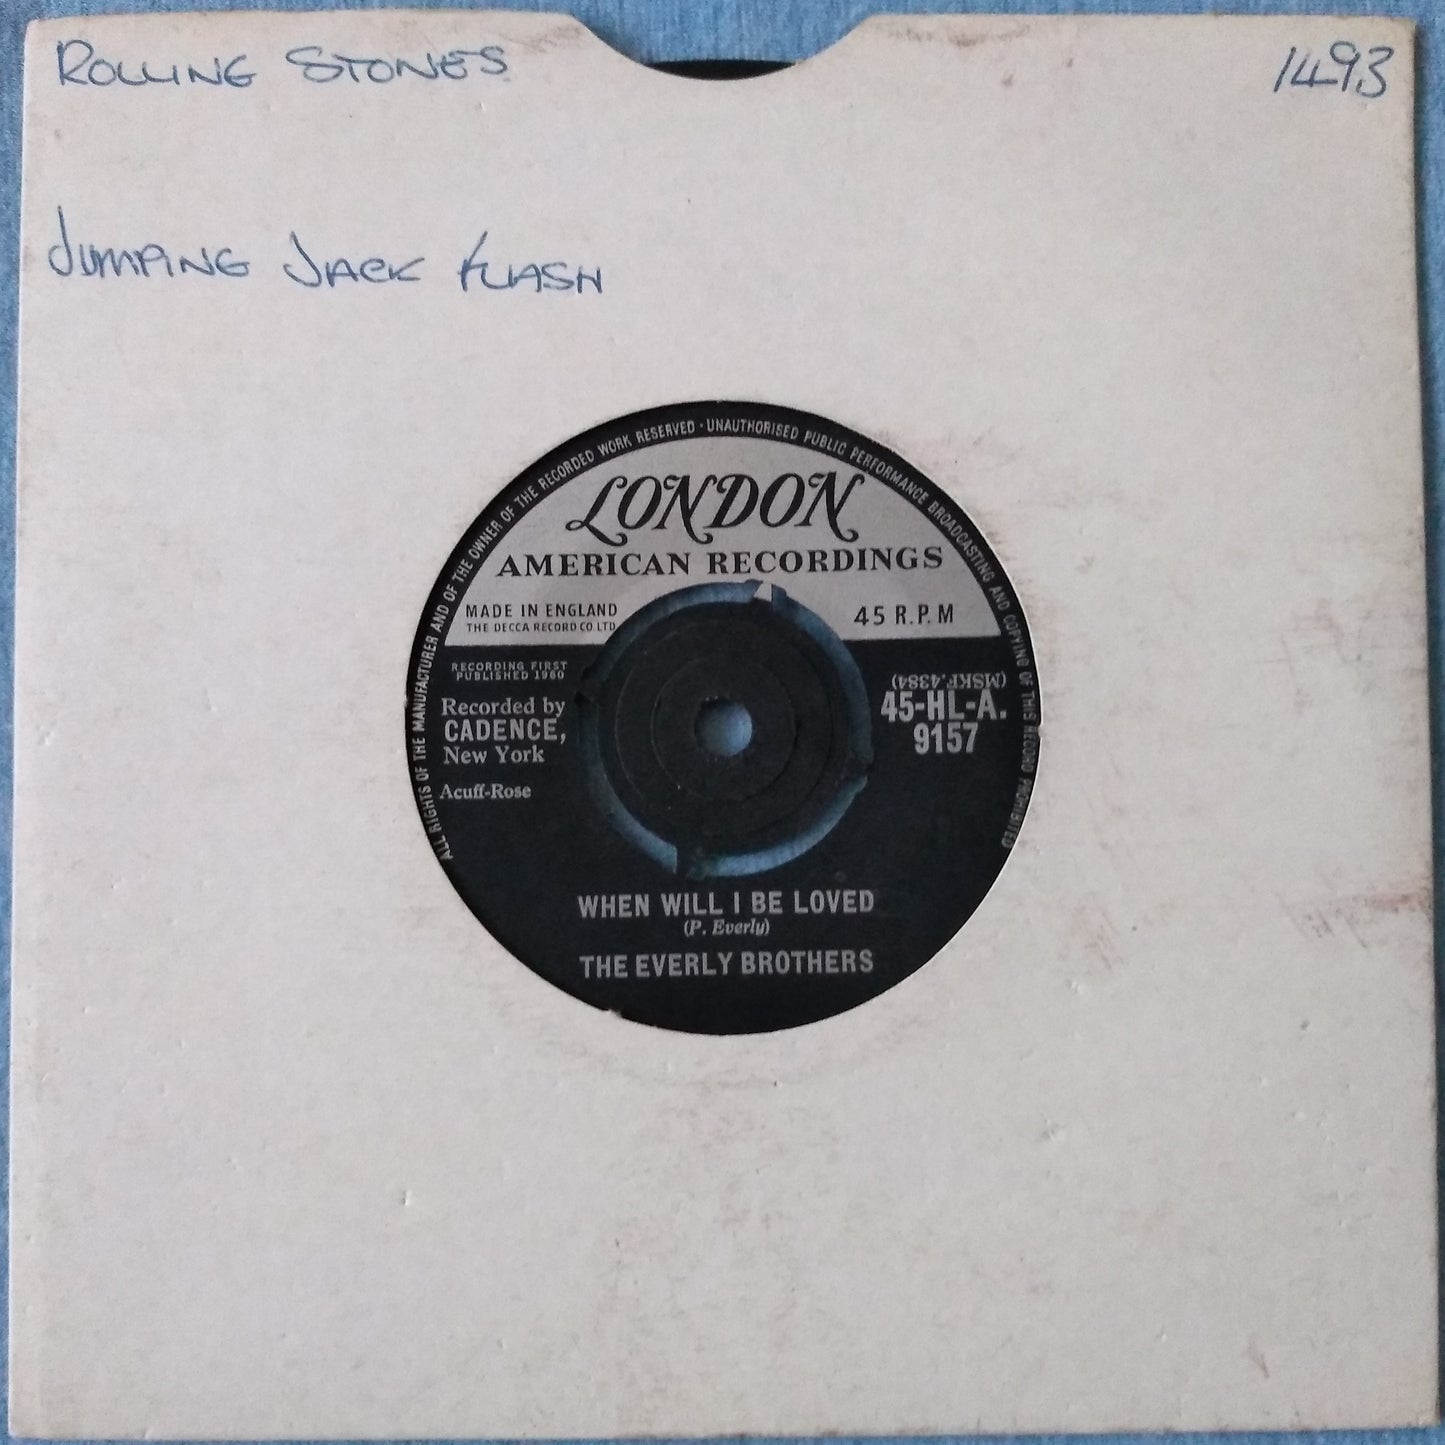 ROLLING STONES
1493
JUMPING JACK FLASH
ALL RIGHTS OF THE MANUFACTURER AND OF THE OWNER OF THE RECORDED WORK RESERVED · UNAUTHORISED PUBLIC PERFORMANCE BROADCASTING AND COPYING OF THIS RECORD PROHIBITED
LONDON
AMERICAN RECORDINGS
MADE IN ENGLAND
THE DECCA RECORD CO LTD
45 R.P.M
RECORDING FIRST
PUBLISHED 1960
Recorded by
CADENCE,
New York
Acuff-Rose
(MSKF.4384)
45-HL-A.
9157
WHEN WILL I BE LOVED
(P. Everly)
THE EVERLY BROTHERS